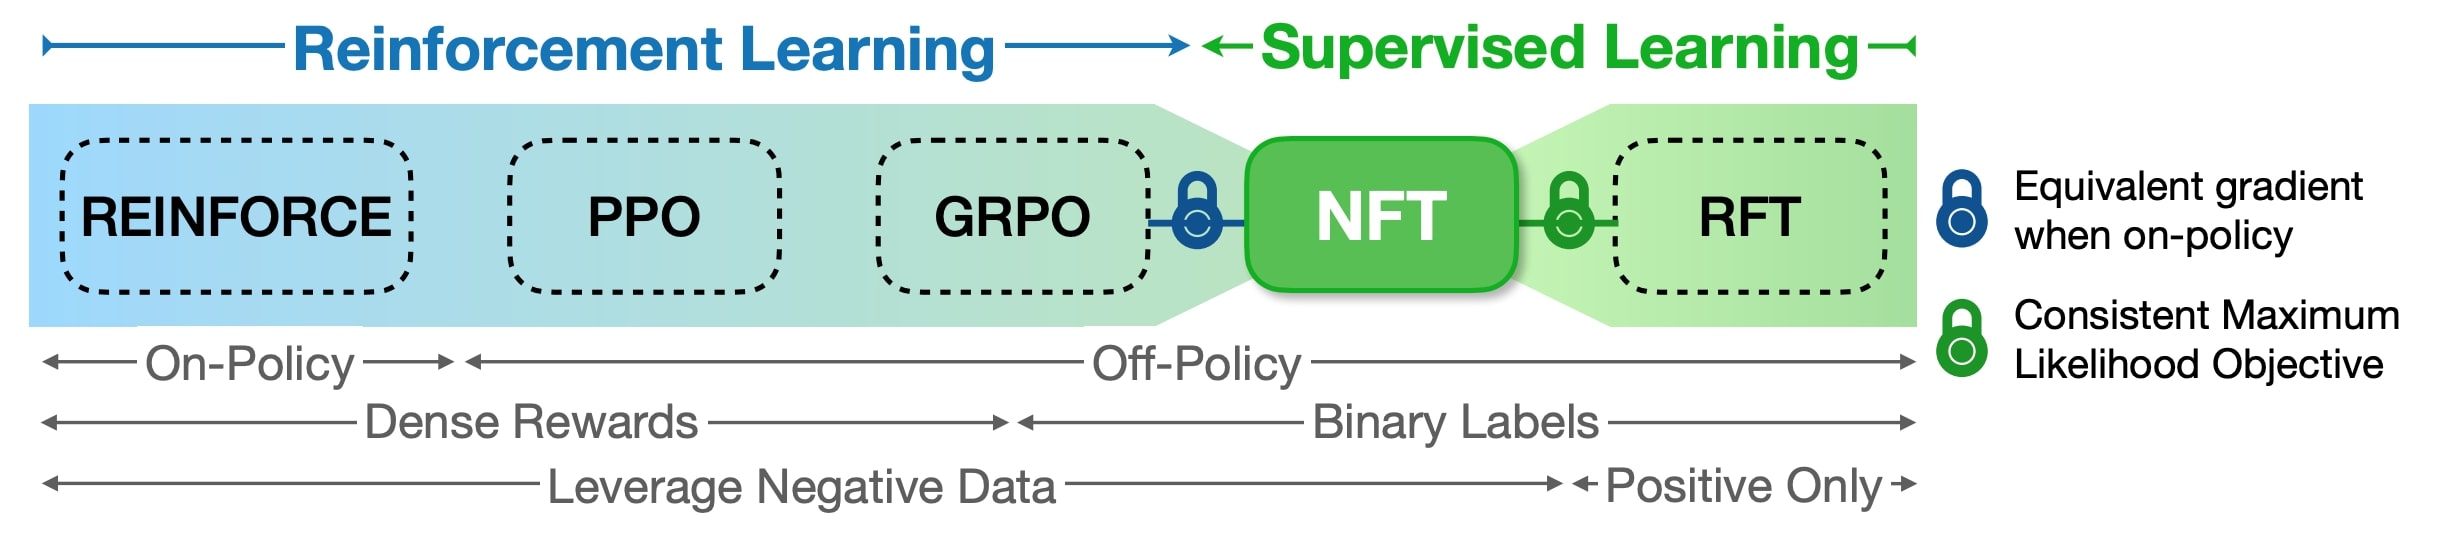 Reinforcement Learning
Supervised Learning
REINFORCE
PPO
GRPO
NFT
RFT
Equivalent gradient
when on-policy
Consistent Maximum
Likelihood Objective
On-Policy
Off-Policy
Dense Rewards
Binary Labels
Leverage Negative Data
Positive Only